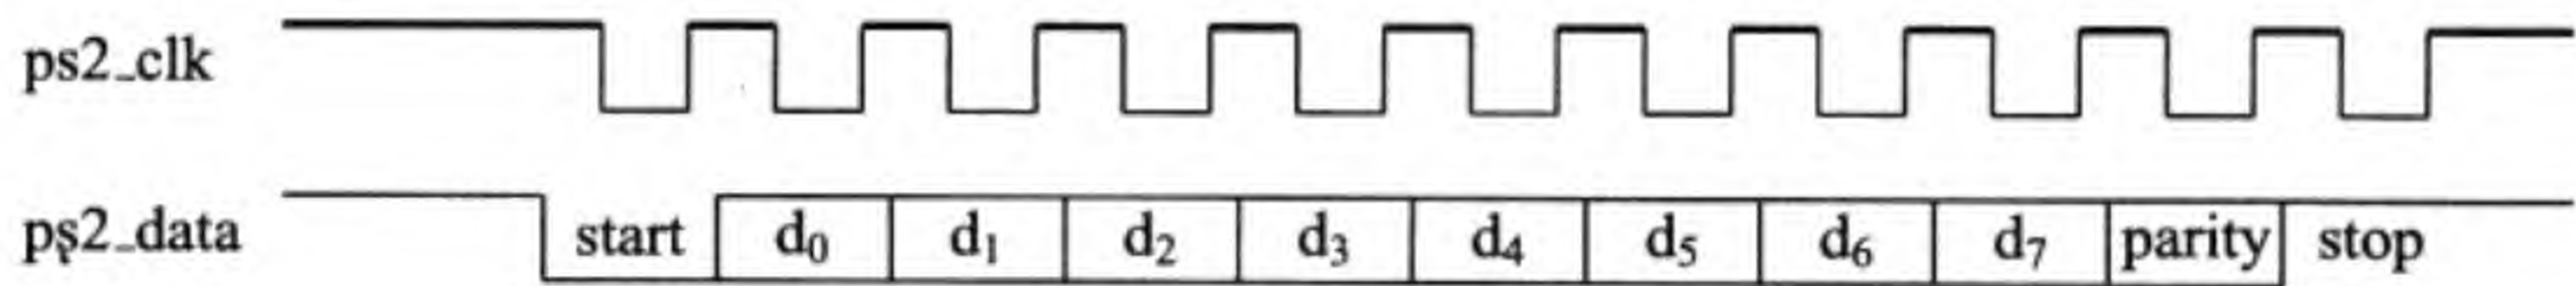 ps2_clk
ps2_data start d₀ d₁ d₂ d₃ d₄ d₅ d₆ d₇ parity stop